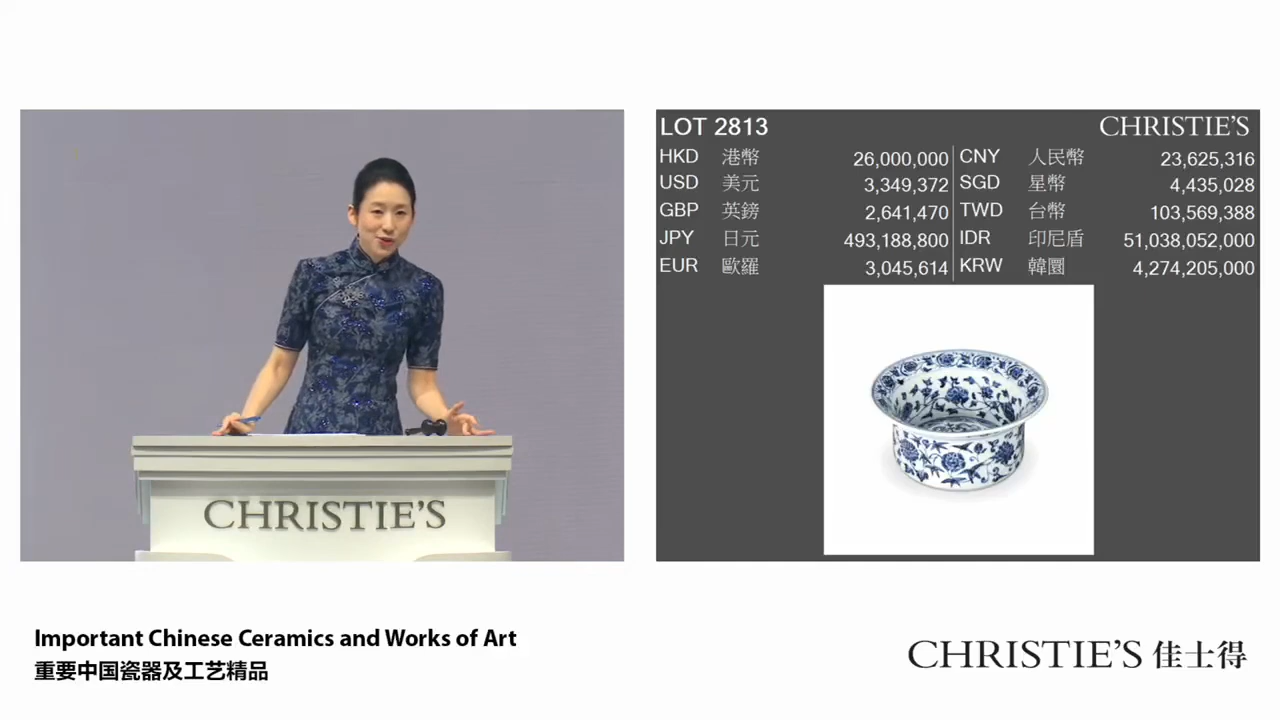 CHRISTIE'S
LOT 2813 CHRISTIE'S
HKD 港幣 26,000,000 CNY 人民幣 23,625,316
USD 美元 3,349,372 SGD 星幣 4,435,028
GBP 英鎊 2,641,470 TWD 台幣 103,569,388
JPY 日元 493,188,800 IDR 印尼盾 51,038,052,000
EUR 歐羅 3,045,614 KRW 韓圜 4,274,205,000
Important Chinese Ceramics and Works of Art
重要中国瓷器及工艺精品
CHRISTIE'S 佳士得